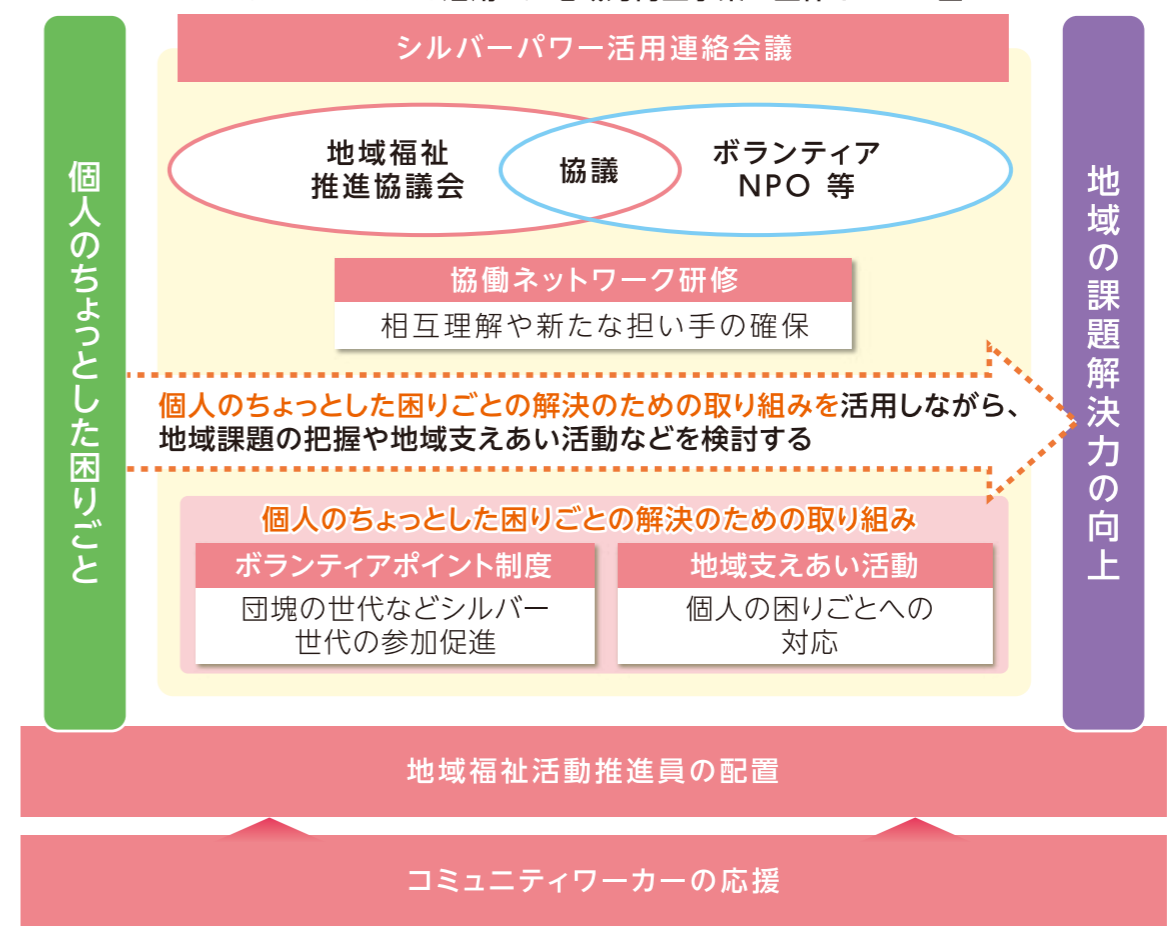 シルバーパワー活用連絡会議
個人のちょっとした困りごと
地域福祉
推進協議会
協議
ボランティア
NPO 等
協働ネットワーク研修
相互理解や新たな担い手の確保
個人のちょっとした困りごとの解決のための取り組みを活用しながら、
地域課題の把握や地域支えあい活動などを検討する
個人のちょっとした困りごとの解決のための取り組み
ボランティアポイント制度
団塊の世代などシルバー
世代の参加促進
地域支えあい活動
個人の困りごとへの
対応
地域の課題解決力の向上
地域福祉活動推進員の配置
コミュニティワーカーの応援